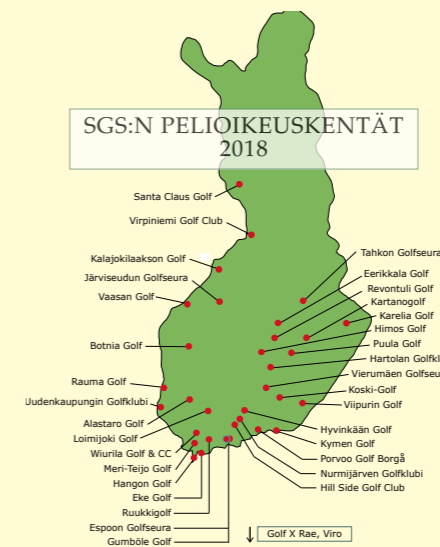 SGS:N PELIOIKEUSKENTÄT
2018
Santa Claus Golf
Virpiniemi Golf Club
Kalajokilaakson Golf
Järviseudun Golfseura
Vaasan Golf
Botnia Golf
Rauma Golf
Uudenkaupungin Golfklubi
Alastaro Golf
Loimijoki Golf
Wiurila Golf & CC
Meri-Teijo Golf
Hangon Golf
Eke Golf
Ruukkigolf
Espoon Golfseura
Gumböle Golf
Tahkon Golfseura
Eerikkala Golf
Revontuli Golf
Kartanogolf
Karelia Golf
Himos Golf
Puula Golf
Hartolan Golfkl
Vierumäen Golfseu
Koski-Golf
Viipurin Golf
Hyvinkään Golf
Kymen Golf
Porvoo Golf Borgå
Nurmijärven Golfklubi
Hill Side Golf Club
Golf X Rae, Viro